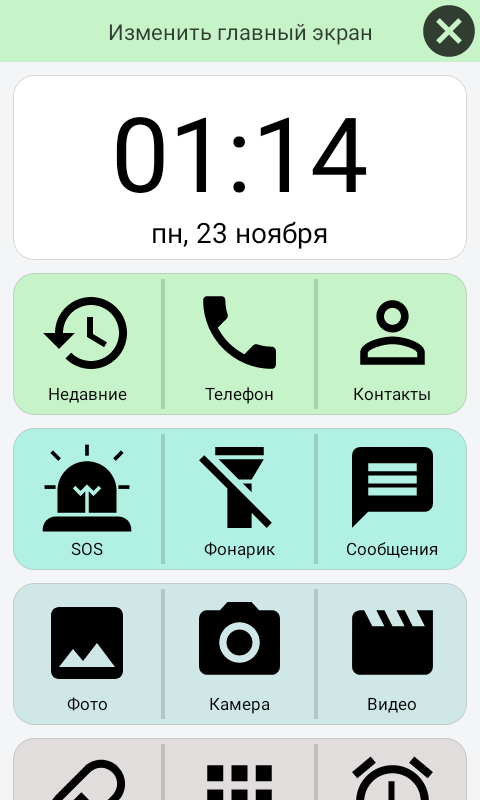 Изменить главный экран
01:14
пн, 23 ноября
Недавние
Телефон
Контакты
SOS
Фонарик
Сообщения
Фото
Камера
Видео